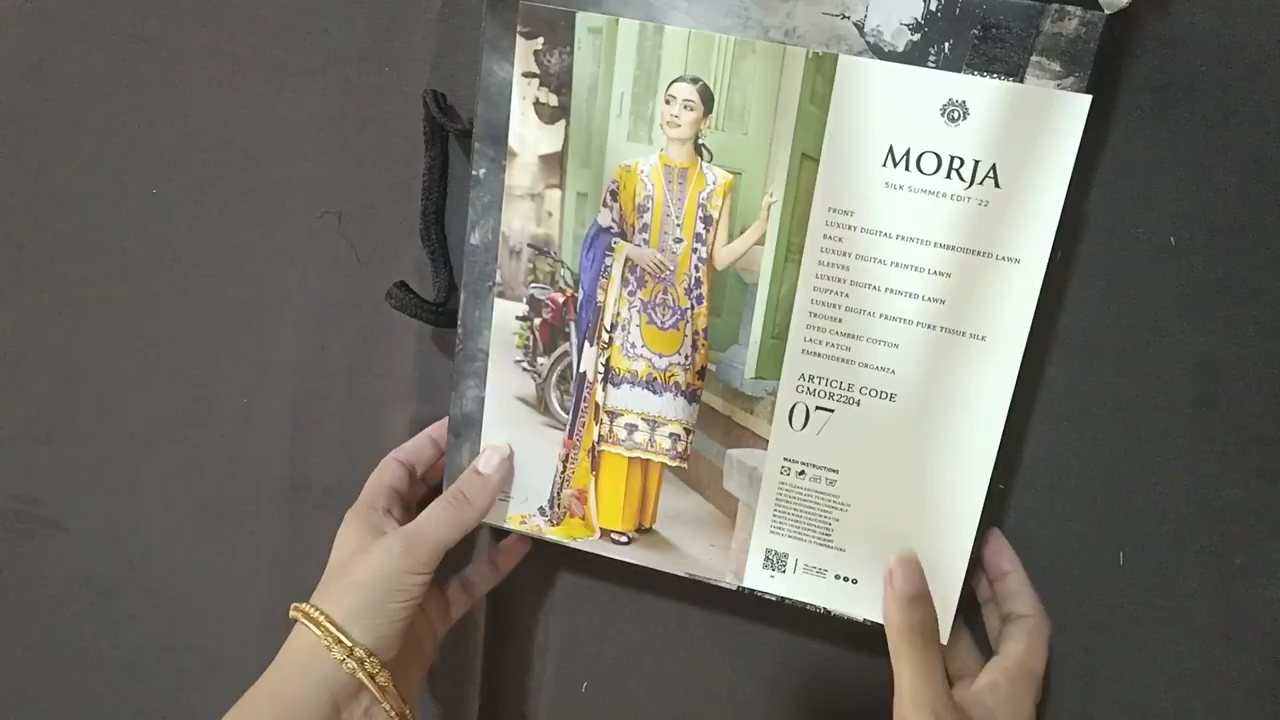 MORJA
SILK SUMMER EDIT '22
FRONT
LUXURY DIGITAL PRINTED EMBROIDERED LAWN
BACK
LUXURY DIGITAL PRINTED LAWN
SLEEVES
LUXURY DIGITAL PRINTED LAWN
DUPPATA
LUXURY DIGITAL PRINTED PURE TISSUE SILK
TROUSER
DYED CAMBRIC COTTON
LACE PATCH
EMBROIDERED ORGANZA
ARTICLE CODE
GMOR2204
07
WASH INSTRUCTIONS